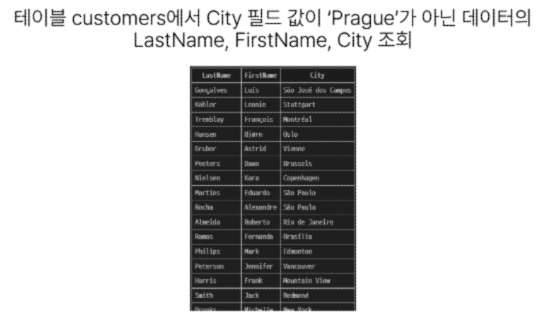 테이블 customers에서 City 필드 값이 ‘Prague’가 아닌 데이터의
LastName, FirstName, City 조회
LastName FirstName City
Gonçalves Luís São José dos Campos
Köhler Leonie Stuttgart
Tremblay François Montréal
Hansen Bjørn Oslo
Gruber Astrid Vienne
Peeters Daan Brussels
Nielsen Kara Copenhagen
Martins Eduardo São Paulo
Rocha Alexandre São Paulo
Almeida Roberto Rio de Janeiro
Ramos Fernanda Brasília
Philips Mark Edmonton
Peterson Jennifer Vancouver
Harris Frank Mountain View
Smith Jack Redmond
Brooks Michelle New York